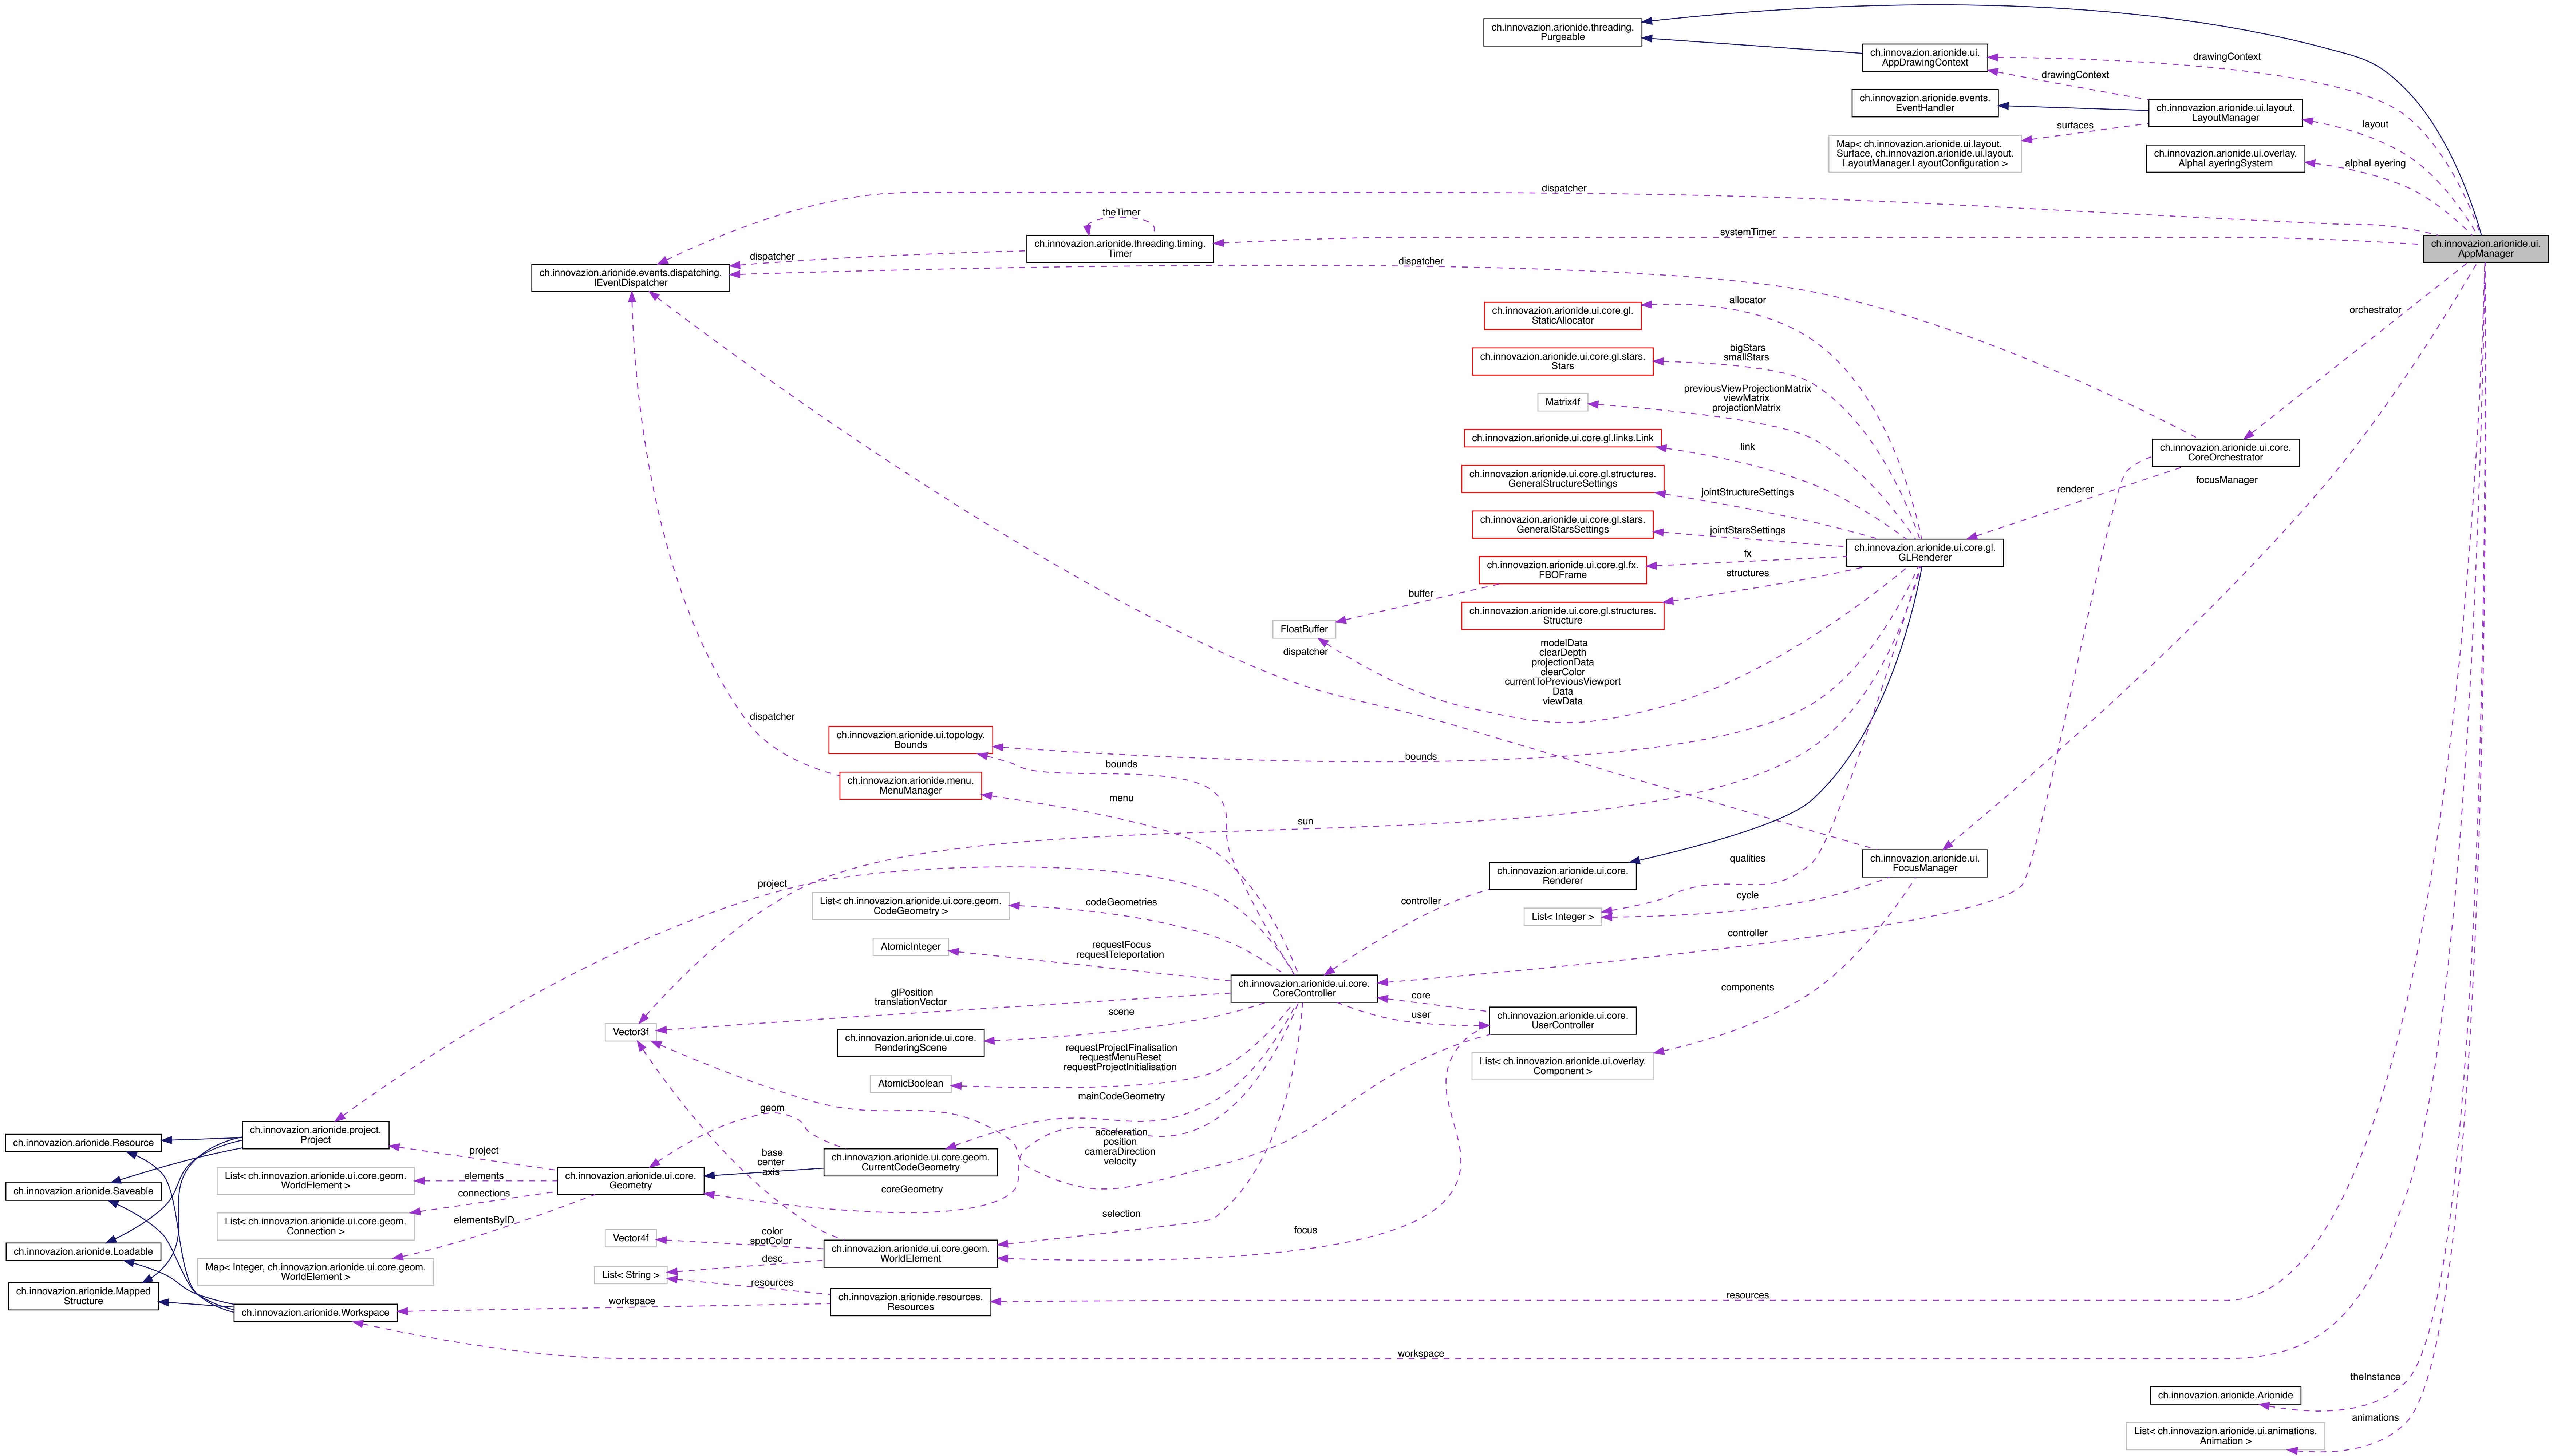 ch.innovazion.arionide.threading.
Purgeable
ch.innovazion.arionide.ui.
AppDrawingContext
drawingContext
drawingContext
ch.innovazion.arionide.events.
EventHandler
ch.innovazion.arionide.ui.layout.
LayoutManager
surfaces
layout
Map< ch.innovazion.arionide.ui.layout.
Surface, ch.innovazion.arionide.ui.layout.
LayoutManager.LayoutConfiguration >
ch.innovazion.arionide.ui.overlay.
AlphaLayeringSystem
alphaLayering
dispatcher
theTimer
systemTimer
ch.innovazion.arionide.threading.timing.
Timer
ch.innovazion.arionide.ui.
AppManager
dispatcher
dispatcher
ch.innovazion.arionide.events.dispatching.
IEventDispatcher
allocator
ch.innovazion.arionide.ui.core.gl.
StaticAllocator
orchestrator
bigStars
smallStars
ch.innovazion.arionide.ui.core.gl.stars.
Stars
previousViewProjectionMatrix
viewMatrix
projectionMatrix
Matrix4f
ch.innovazion.arionide.ui.core.gl.links.Link
link
ch.innovazion.arionide.ui.core.
CoreOrchestrator
ch.innovazion.arionide.ui.core.gl.structures.
GeneralStructureSettings
jointStructureSettings
renderer
focusManager
ch.innovazion.arionide.ui.core.gl.stars.
GeneralStarsSettings
jointStarsSettings
ch.innovazion.arionide.ui.core.gl.
GLRenderer
fx
ch.innovazion.arionide.ui.core.gl.fx.
FBOFrame
structures
buffer
ch.innovazion.arionide.ui.core.gl.structures.
Structure
FloatBuffer
dispatcher
modelData
clearDepth
projectionData
clearColor
currentToPreviousViewport
Data
viewData
dispatcher
ch.innovazion.arionide.ui.topology.
Bounds
bounds
bounds
ch.innovazion.arionide.menu.
MenuManager
menu
sun
ch.innovazion.arionide.ui.core.
Renderer
qualities
ch.innovazion.arionide.ui.
FocusManager
project
List< ch.innovazion.arionide.ui.core.geom.
CodeGeometry >
codeGeometries
controller
cycle
List< Integer >
controller
AtomicInteger
requestFocus
requestTeleportation
ch.innovazion.arionide.ui.core.
CoreController
components
glPosition
translationVector
core
user
scene
Vector3f
ch.innovazion.arionide.ui.core.
UserController
ch.innovazion.arionide.ui.core.
RenderingScene
requestProjectFinalisation
requestMenuReset
requestProjectInitialisation
List< ch.innovazion.arionide.ui.overlay.
Component >
AtomicBoolean
mainCodeGeometry
geom
ch.innovazion.arionide.project.
Project
ch.innovazion.arionide.Resource
acceleration
position
cameraDirection
velocity
project
base
center
axis
ch.innovazion.arionide.ui.core.geom.
CurrentCodeGeometry
List< ch.innovazion.arionide.ui.core.geom.
WorldElement >
elements
ch.innovazion.arionide.ui.core.
Geometry
coreGeometry
ch.innovazion.arionide.Saveable
connections
List< ch.innovazion.arionide.ui.core.geom.
Connection >
elementsByID
selection
focus
Vector4f
color
spotColor
ch.innovazion.arionide.ui.core.geom.
WorldElement
ch.innovazion.arionide.Loadable
desc
Map< Integer, ch.innovazion.arionide.ui.core.geom.
WorldElement >
List< String >
resources
ch.innovazion.arionide.Mapped
Structure
workspace
ch.innovazion.arionide.resources.
Resources
resources
ch.innovazion.arionide.Workspace
workspace
theInstance
ch.innovazion.arionide.Arionide
animations
List< ch.innovazion.arionide.ui.animations.
Animation >